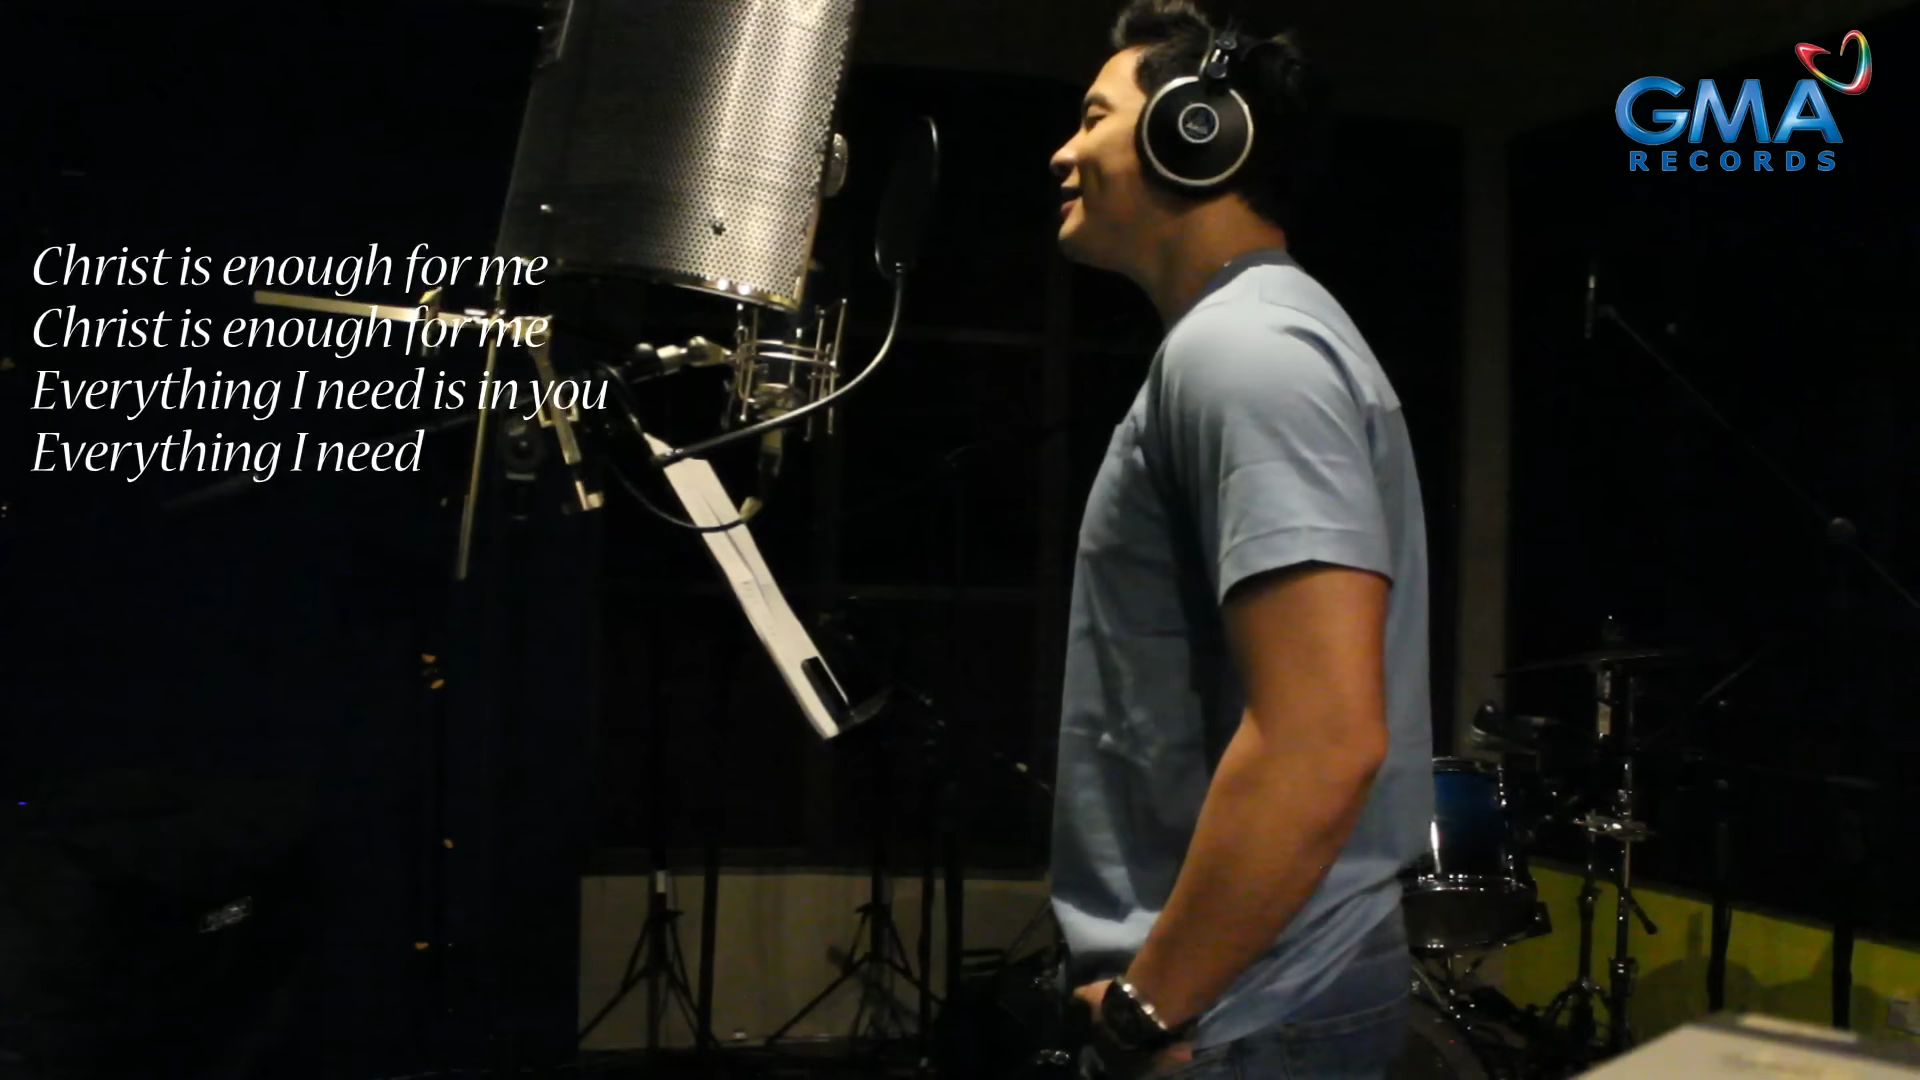 GMA
RECORDS
Christ is enough for me
Christ is enough for me
Everything I need is in you
Everything I need